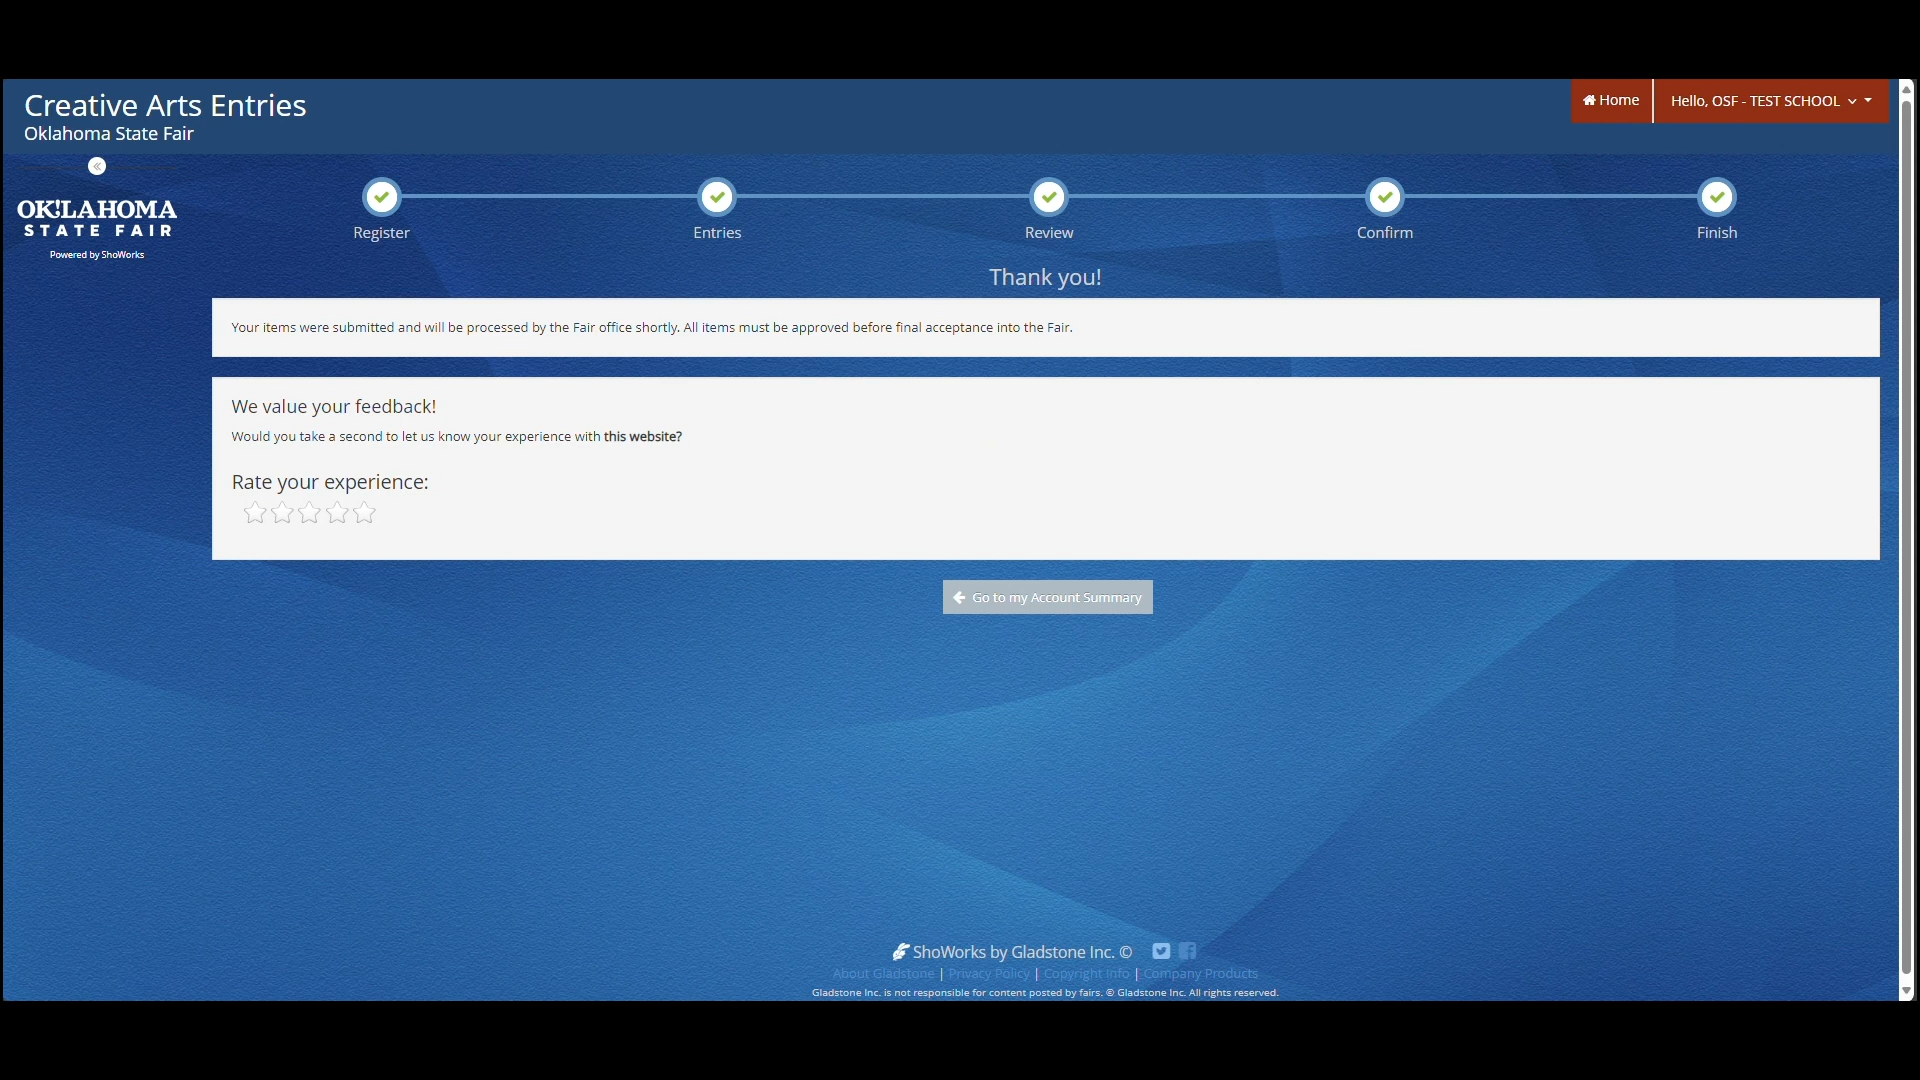 Creative Arts Entries
Oklahoma State Fair
Home
Hello, OSF - TEST SCHOOL
OK!LAHOMA
STATE FAIR
Powered by ShoWorks
Register
Entries
Review
Confirm
Finish
Thank you!
Your items were submitted and will be processed by the Fair office shortly. All items must be approved before final acceptance into the Fair.
We value your feedback!
Would you take a second to let us know your experience with this website?
Rate your experience:
Go to my Account Summary
ShoWorks by Gladstone Inc. ©
About Gladstone | Privacy Policy | Copyright Info | Company Products
Gladstone Inc. is not responsible for content posted by fairs. © Gladstone Inc. All rights reserved.